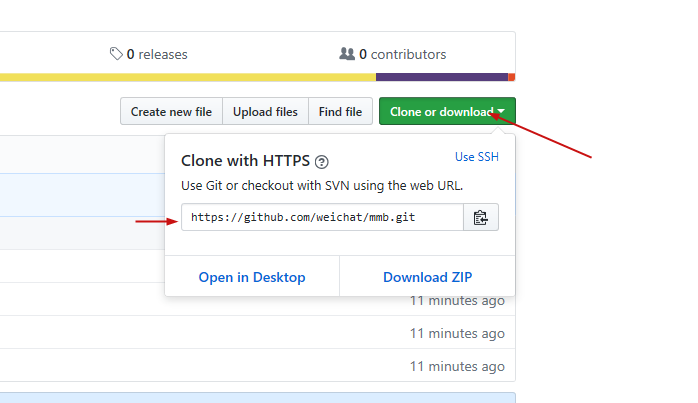 0 releases
0 contributors
Create new file
Upload files
Find file
Clone or download
Clone with HTTPS
Use SSH
Use Git or checkout with SVN using the web URL.
https://github.com/weichat/mmb.git
Open in Desktop
Download ZIP
11 minutes ago
11 minutes ago
11 minutes ago